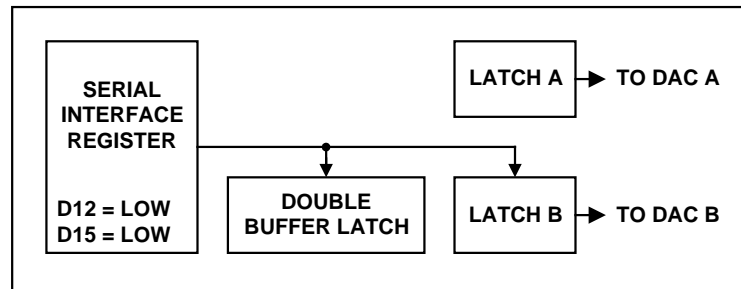 SERIAL
INTERFACE
REGISTER
D12 = LOW
D15 = LOW
LATCH A
TO DAC A
DOUBLE
BUFFER LATCH
LATCH B
TO DAC B